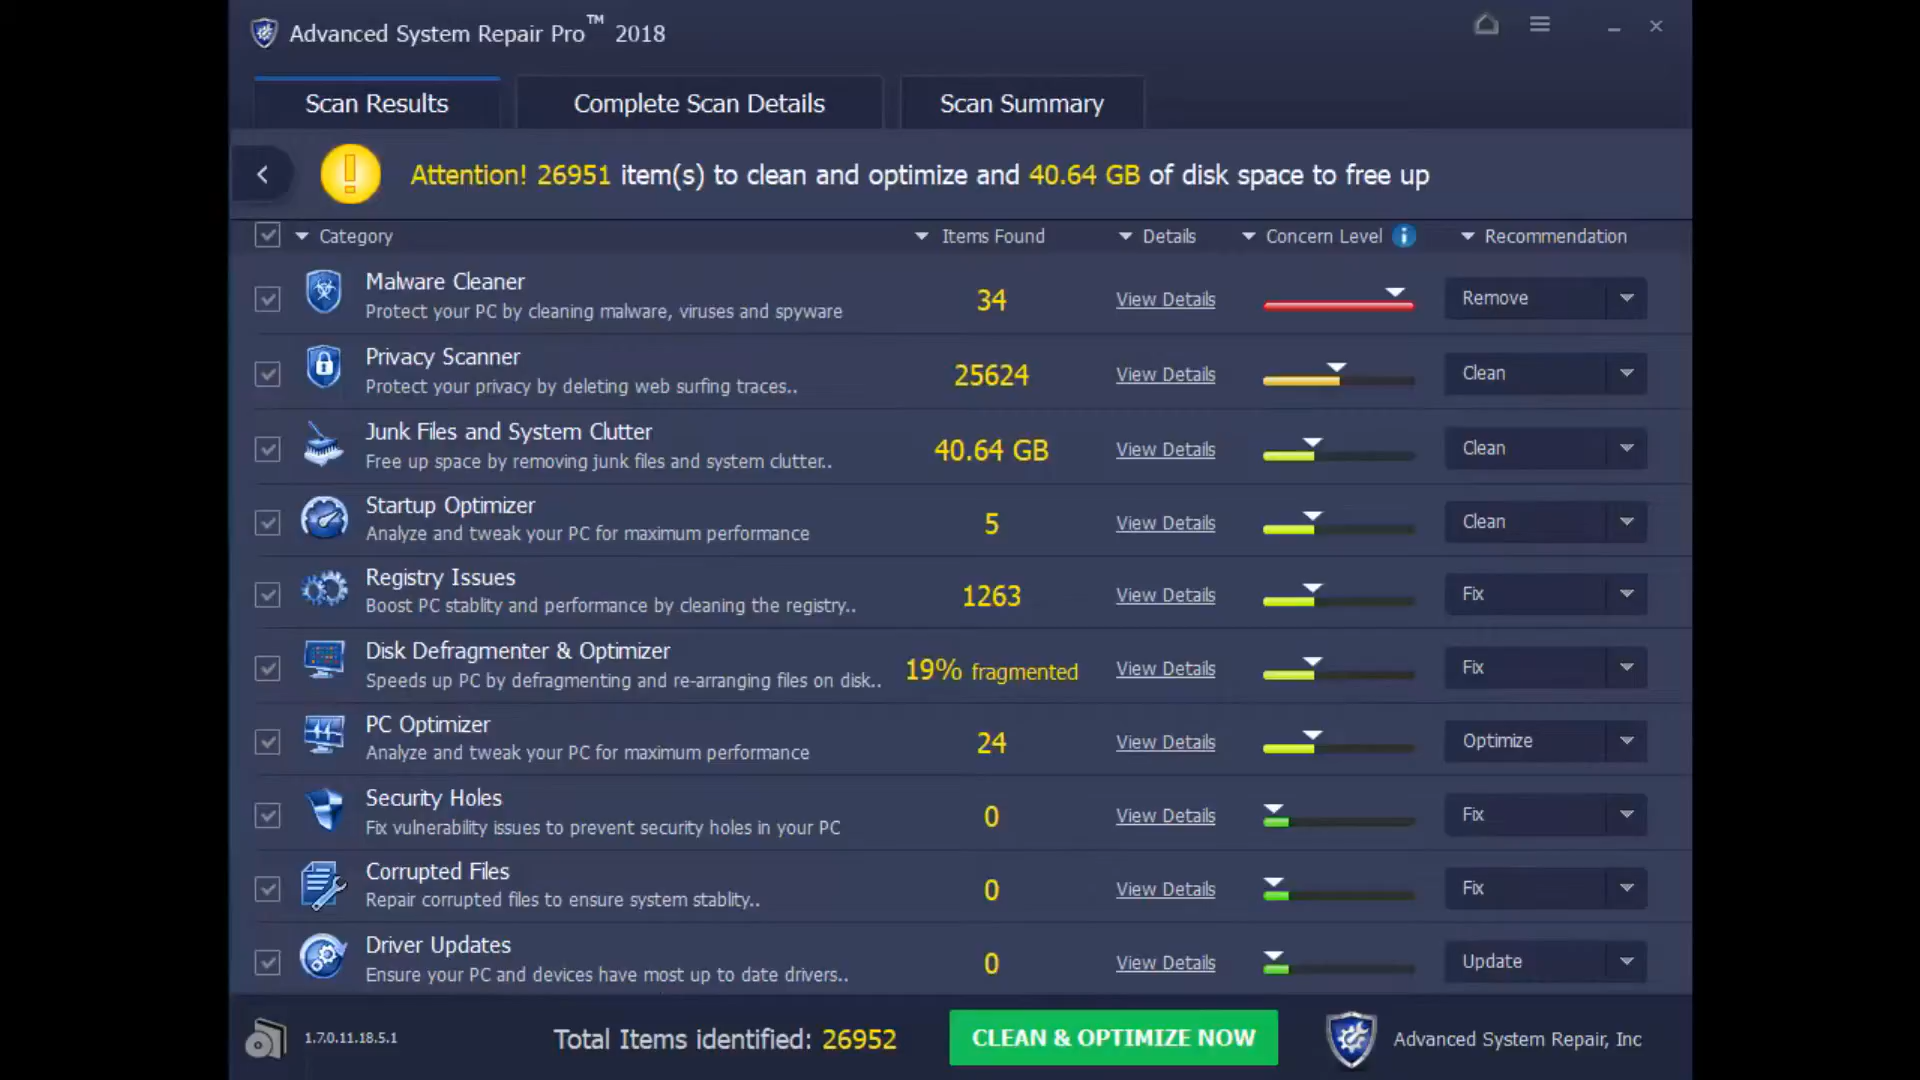 Advanced System Repair Pro™ 2018
Scan Results Complete Scan Details Scan Summary
Attention! 26951 item(s) to clean and optimize and 40.64 GB of disk space to free up
Category Items Found Details Concern Level i Recommendation
Malware Cleaner
Protect your PC by cleaning malware, viruses and spyware
34 View Details Remove
Privacy Scanner
Protect your privacy by deleting web surfing traces..
25624 View Details Clean
Junk Files and System Clutter
Free up space by removing junk files and system clutter..
40.64 GB View Details Clean
Startup Optimizer
Analyze and tweak your PC for maximum performance
5 View Details Clean
Registry Issues
Boost PC stablity and performance by cleaning the registry..
1263 View Details Fix
Disk Defragmenter & Optimizer
Speeds up PC by defragmenting and re-arranging files on disk..
19% fragmented View Details Fix
PC Optimizer
Analyze and tweak your PC for maximum performance
24 View Details Optimize
Security Holes
Fix vulnerability issues to prevent security holes in your PC
0 View Details Fix
Corrupted Files
Repair corrupted files to ensure system stablity..
0 View Details Fix
Driver Updates
Ensure your PC and devices have most up to date drivers..
0 View Details Update
1.7.0.11.18.5.1 Total Items identified: 26952 CLEAN & OPTIMIZE NOW Advanced System Repair, Inc